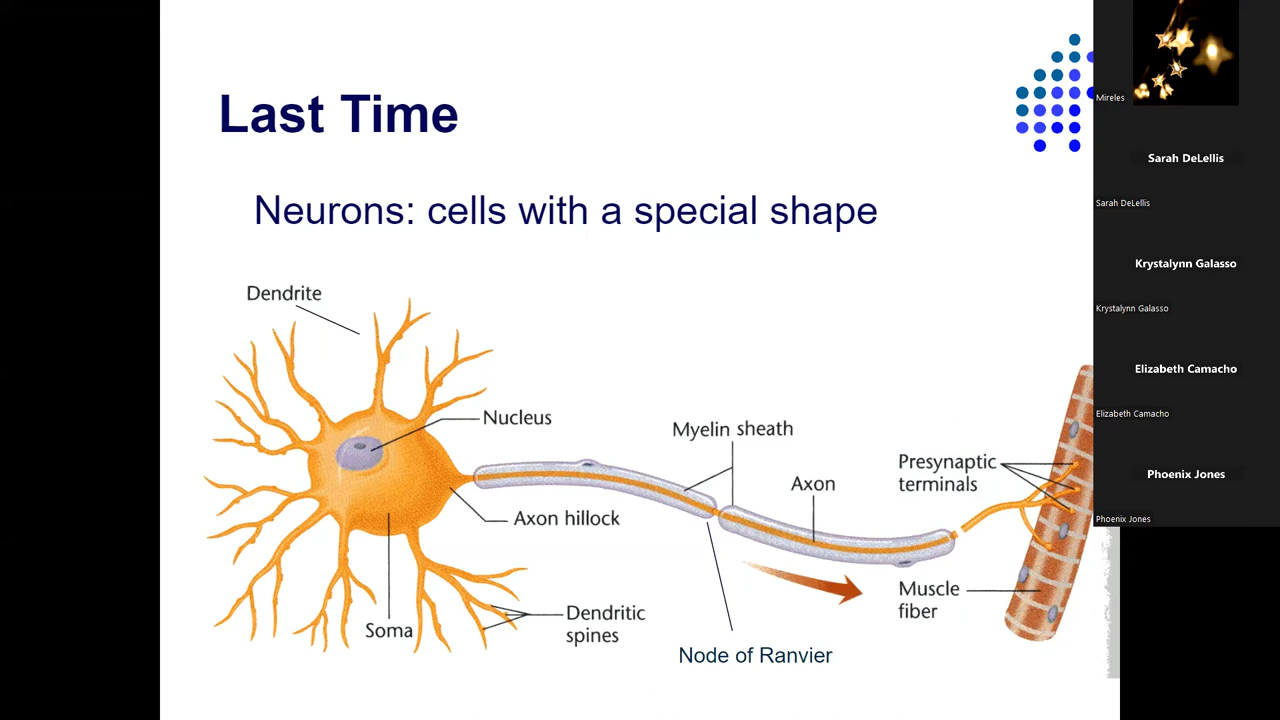 Last Time
Neurons: cells with a special shape
Dendrite
Nucleus
Myelin sheath
Axon
Presynaptic
terminals
Axon hillock
Muscle
fiber
Dendritic
spines
Soma
Node of Ranvier
Mireles
Sarah DeLellis
Sarah DeLellis
Krystalynn Galasso
Krystalynn Galasso
Elizabeth Camacho
Elizabeth Camacho
Phoenix Jones
Phoenix Jones